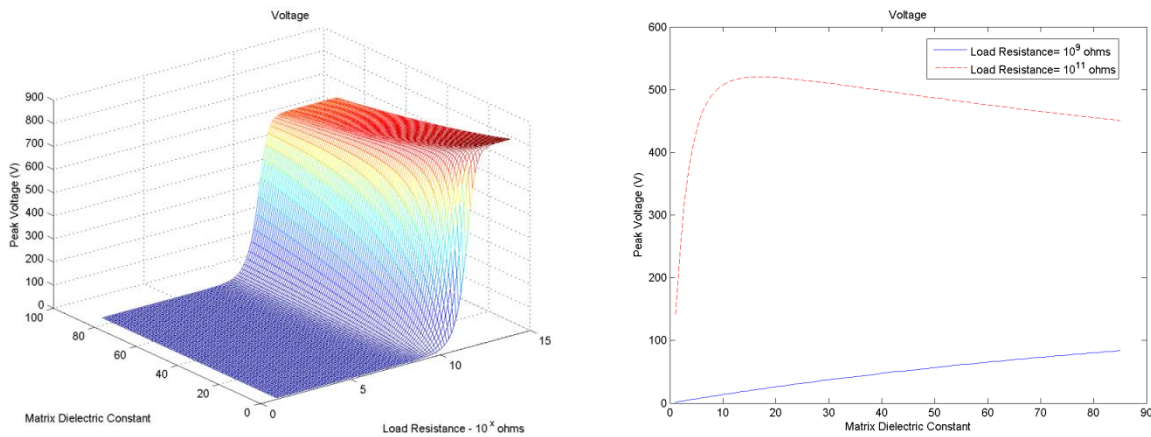 Voltage
900
800
700
600
500
400
300
200
100
0
Peak Voltage (V)
100
80
60
40
20
0
Matrix Dielectric Constant
0
5
10
15
Load Resistance - 10^x ohms
Voltage
600
500
400
300
200
100
0
Peak Voltage (V)
Load Resistance= 10^9 ohms
Load Resistance= 10^11 ohms
0 10 20 30 40 50 60 70 80 90
Matrix Dielectric Constant